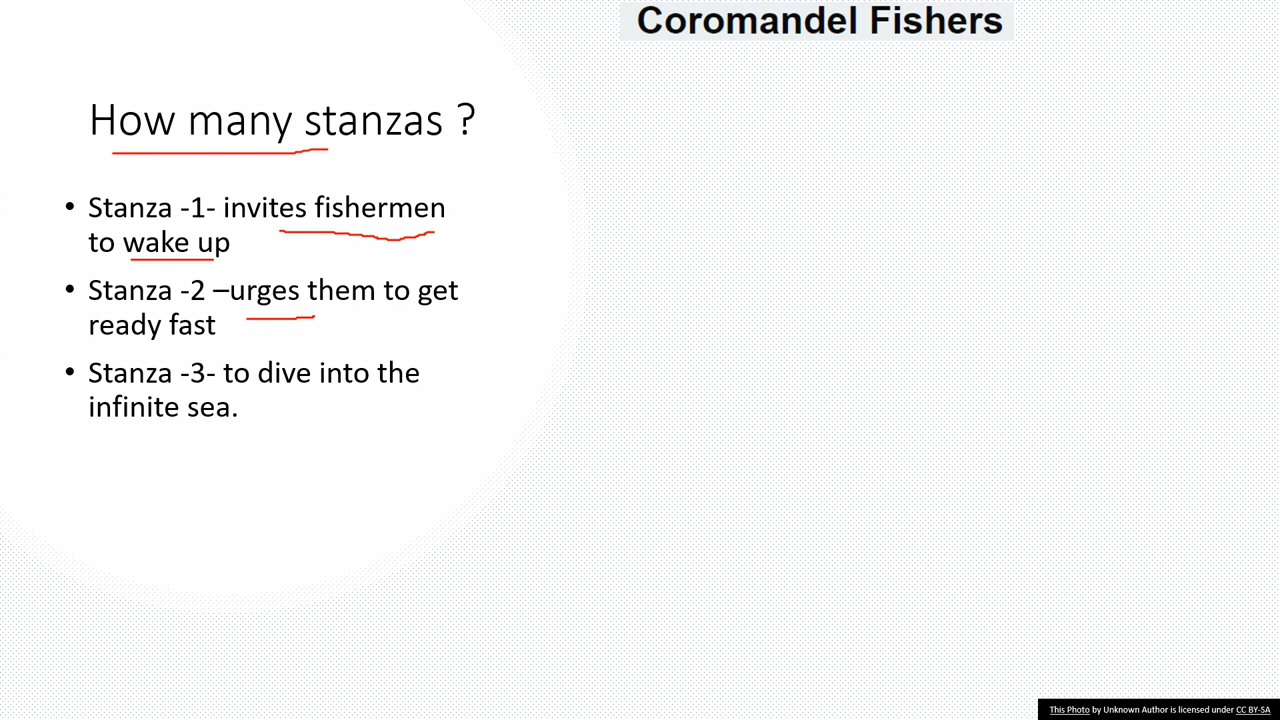 Coromandel Fishers
How many stanzas ?
• Stanza -1- invites fishermen
to wake up
• Stanza -2 –urges them to get
ready fast
• Stanza -3- to dive into the
infinite sea.
This Photo by Unknown Author is licensed under CC BY-SA